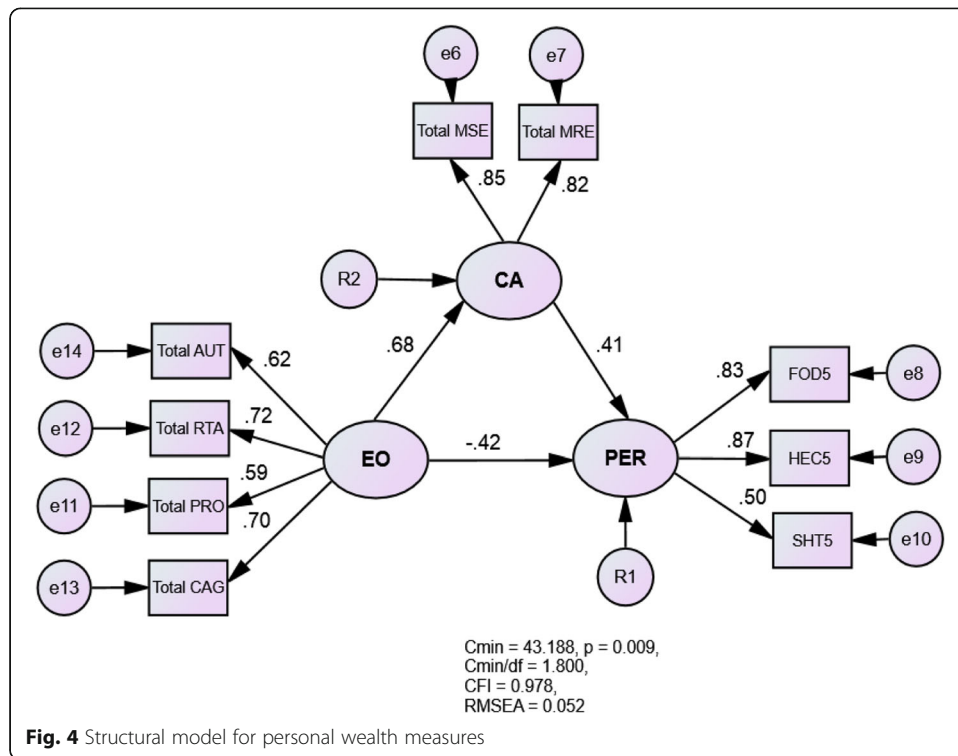 e6
e7
Total MSE
Total MRE
.85
.82
R2
CA
.68
.41
e14
Total AUT
.62
e12
Total RTA
.72
e11
Total PRO
.59
e13
Total CAG
.70
EO
-.42
PER
.83
FOD5
e8
.87
HEC5
e9
.50
SHT5
e10
R1
Cmin = 43.188, p = 0.009,
Cmin/df = 1.800,
CFI = 0.978,
RMSEA = 0.052
Fig. 4 Structural model for personal wealth measures